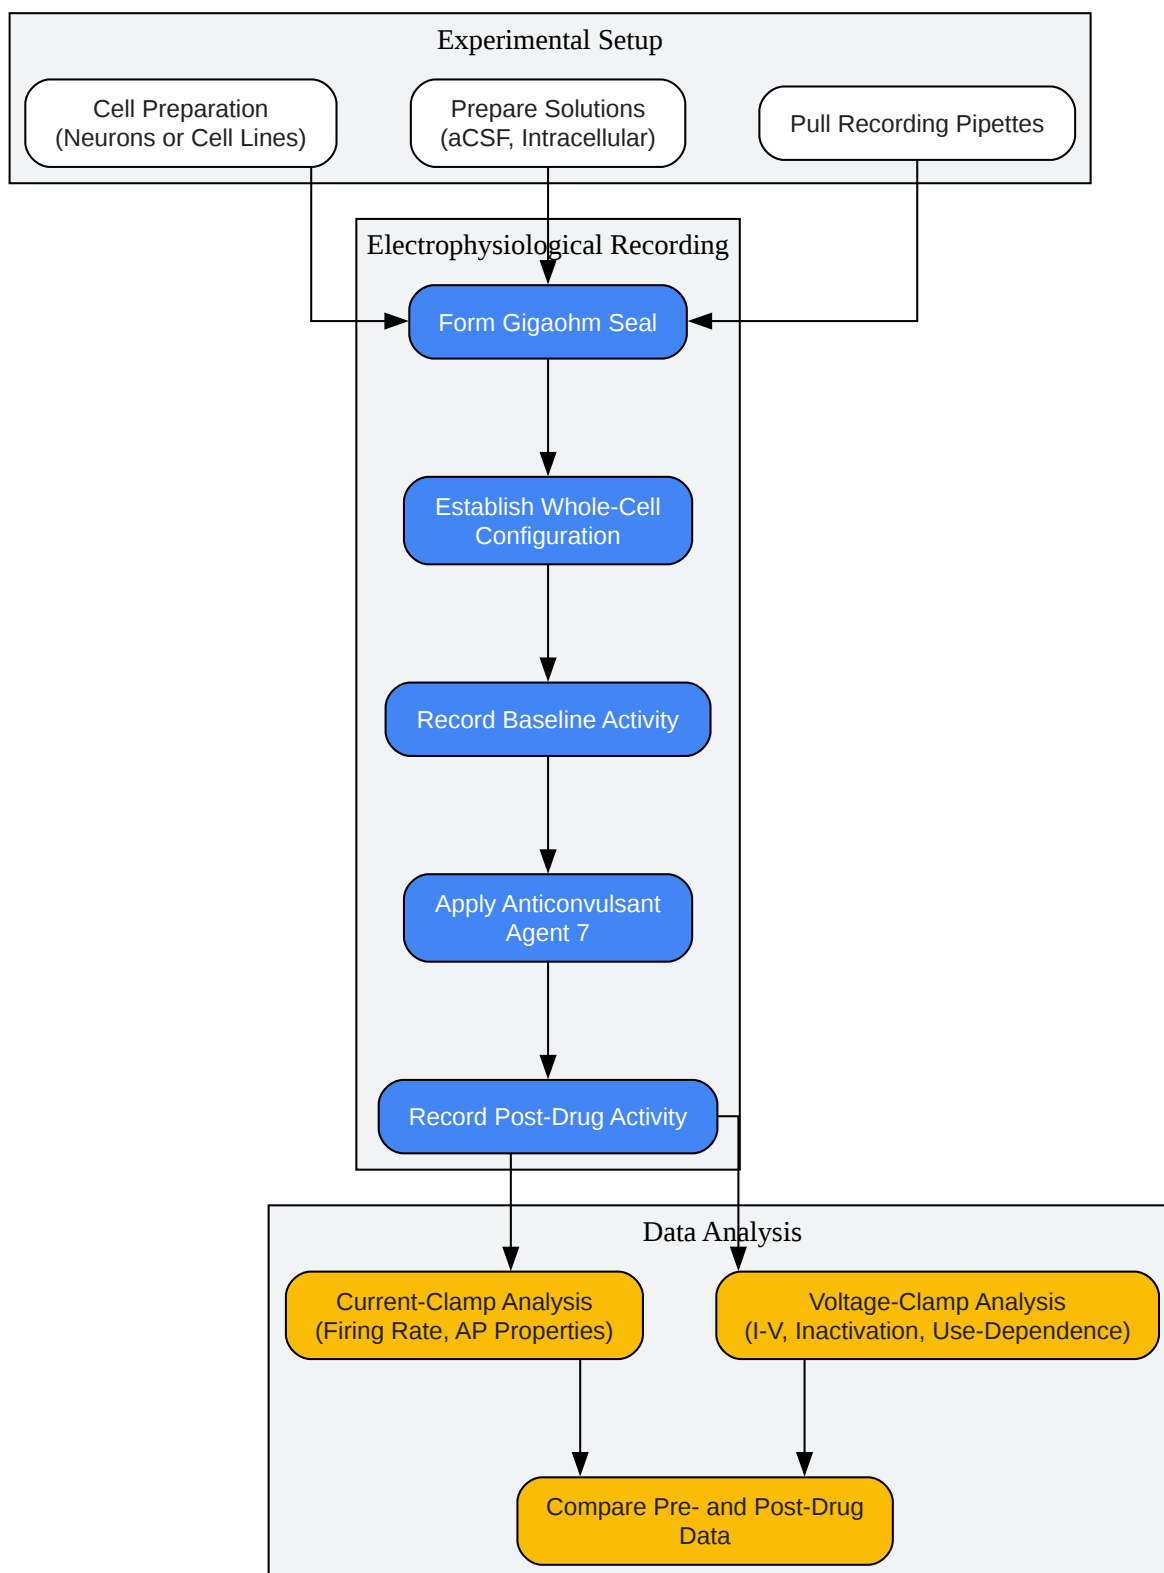 Experimental Setup
Cell Preparation
(Neurons or Cell Lines)
Prepare Solutions
(aCSF, Intracellular)
Pull Recording Pipettes
Electrophysiological Recording
Form Gigaohm Seal
Establish Whole-Cell
Configuration
Record Baseline Activity
Apply Anticonvulsant
Agent 7
Record Post-Drug Activity
Data Analysis
Current-Clamp Analysis
(Firing Rate, AP Properties)
Voltage-Clamp Analysis
(I-V, Inactivation, Use-Dependence)
Compare Pre- and Post-Drug
Data